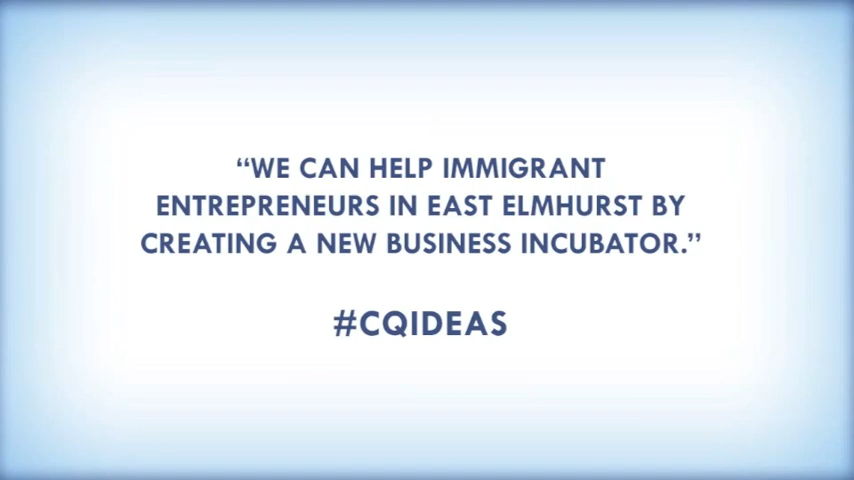 “WE CAN HELP IMMIGRANT
ENTREPRENEURS IN EAST ELMHURST BY
CREATING A NEW BUSINESS INCUBATOR.”
#CQIDEAS